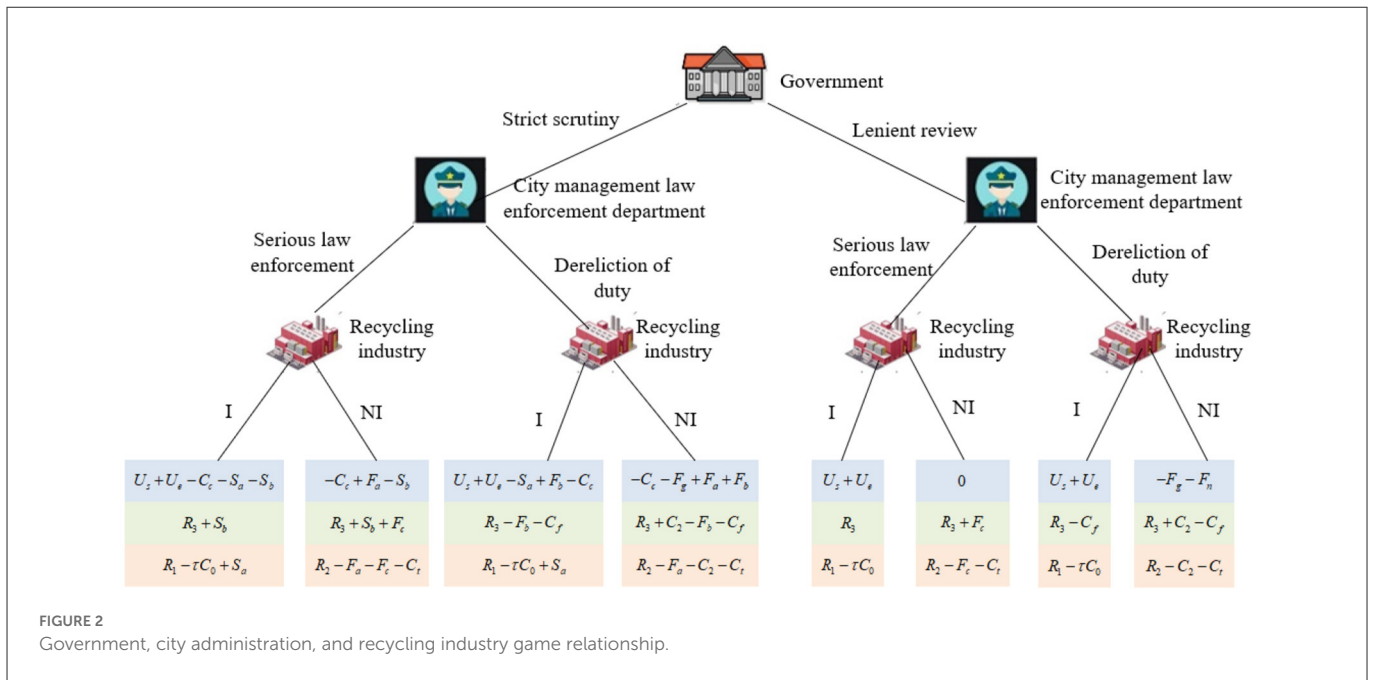 Government
Strict scrutiny
Lenient review
City management law
enforcement department
City management law
enforcement department
Serious law
enforcement
Dereliction of
duty
Serious law
enforcement
Dereliction of
duty
Recycling
industry
Recycling
industry
Recycling
industry
Recycling
industry
I
NI
I
NI
I
NI
I
NI
U_s + U_e − C_c − S_a − S_b
−C_c + F_a − S_b
U_s + U_e − S_a + F_b − C_c
−C_c − F_g + F_a + F_b
U_s + U_e
0
U_s + U_e
−F_g − F_n
R_3 + S_b
R_3 + S_b + F_c
R_3 − F_b − C_f
R_3 + C_2 − F_b − C_f
R_3
R_3 + F_c
R_3 − C_f
R_3 + C_2 − C_f
R_1 − τC_0 + S_a
R_2 − F_a − F_c − C_t
R_1 − τC_0 + S_a
R_2 − F_a − C_2 − C_t
R_1 − τC_0
R_2 − F_c − C_t
R_1 − τC_0
R_2 − C_2 − C_t
FIGURE 2
Government, city administration, and recycling industry game relationship.